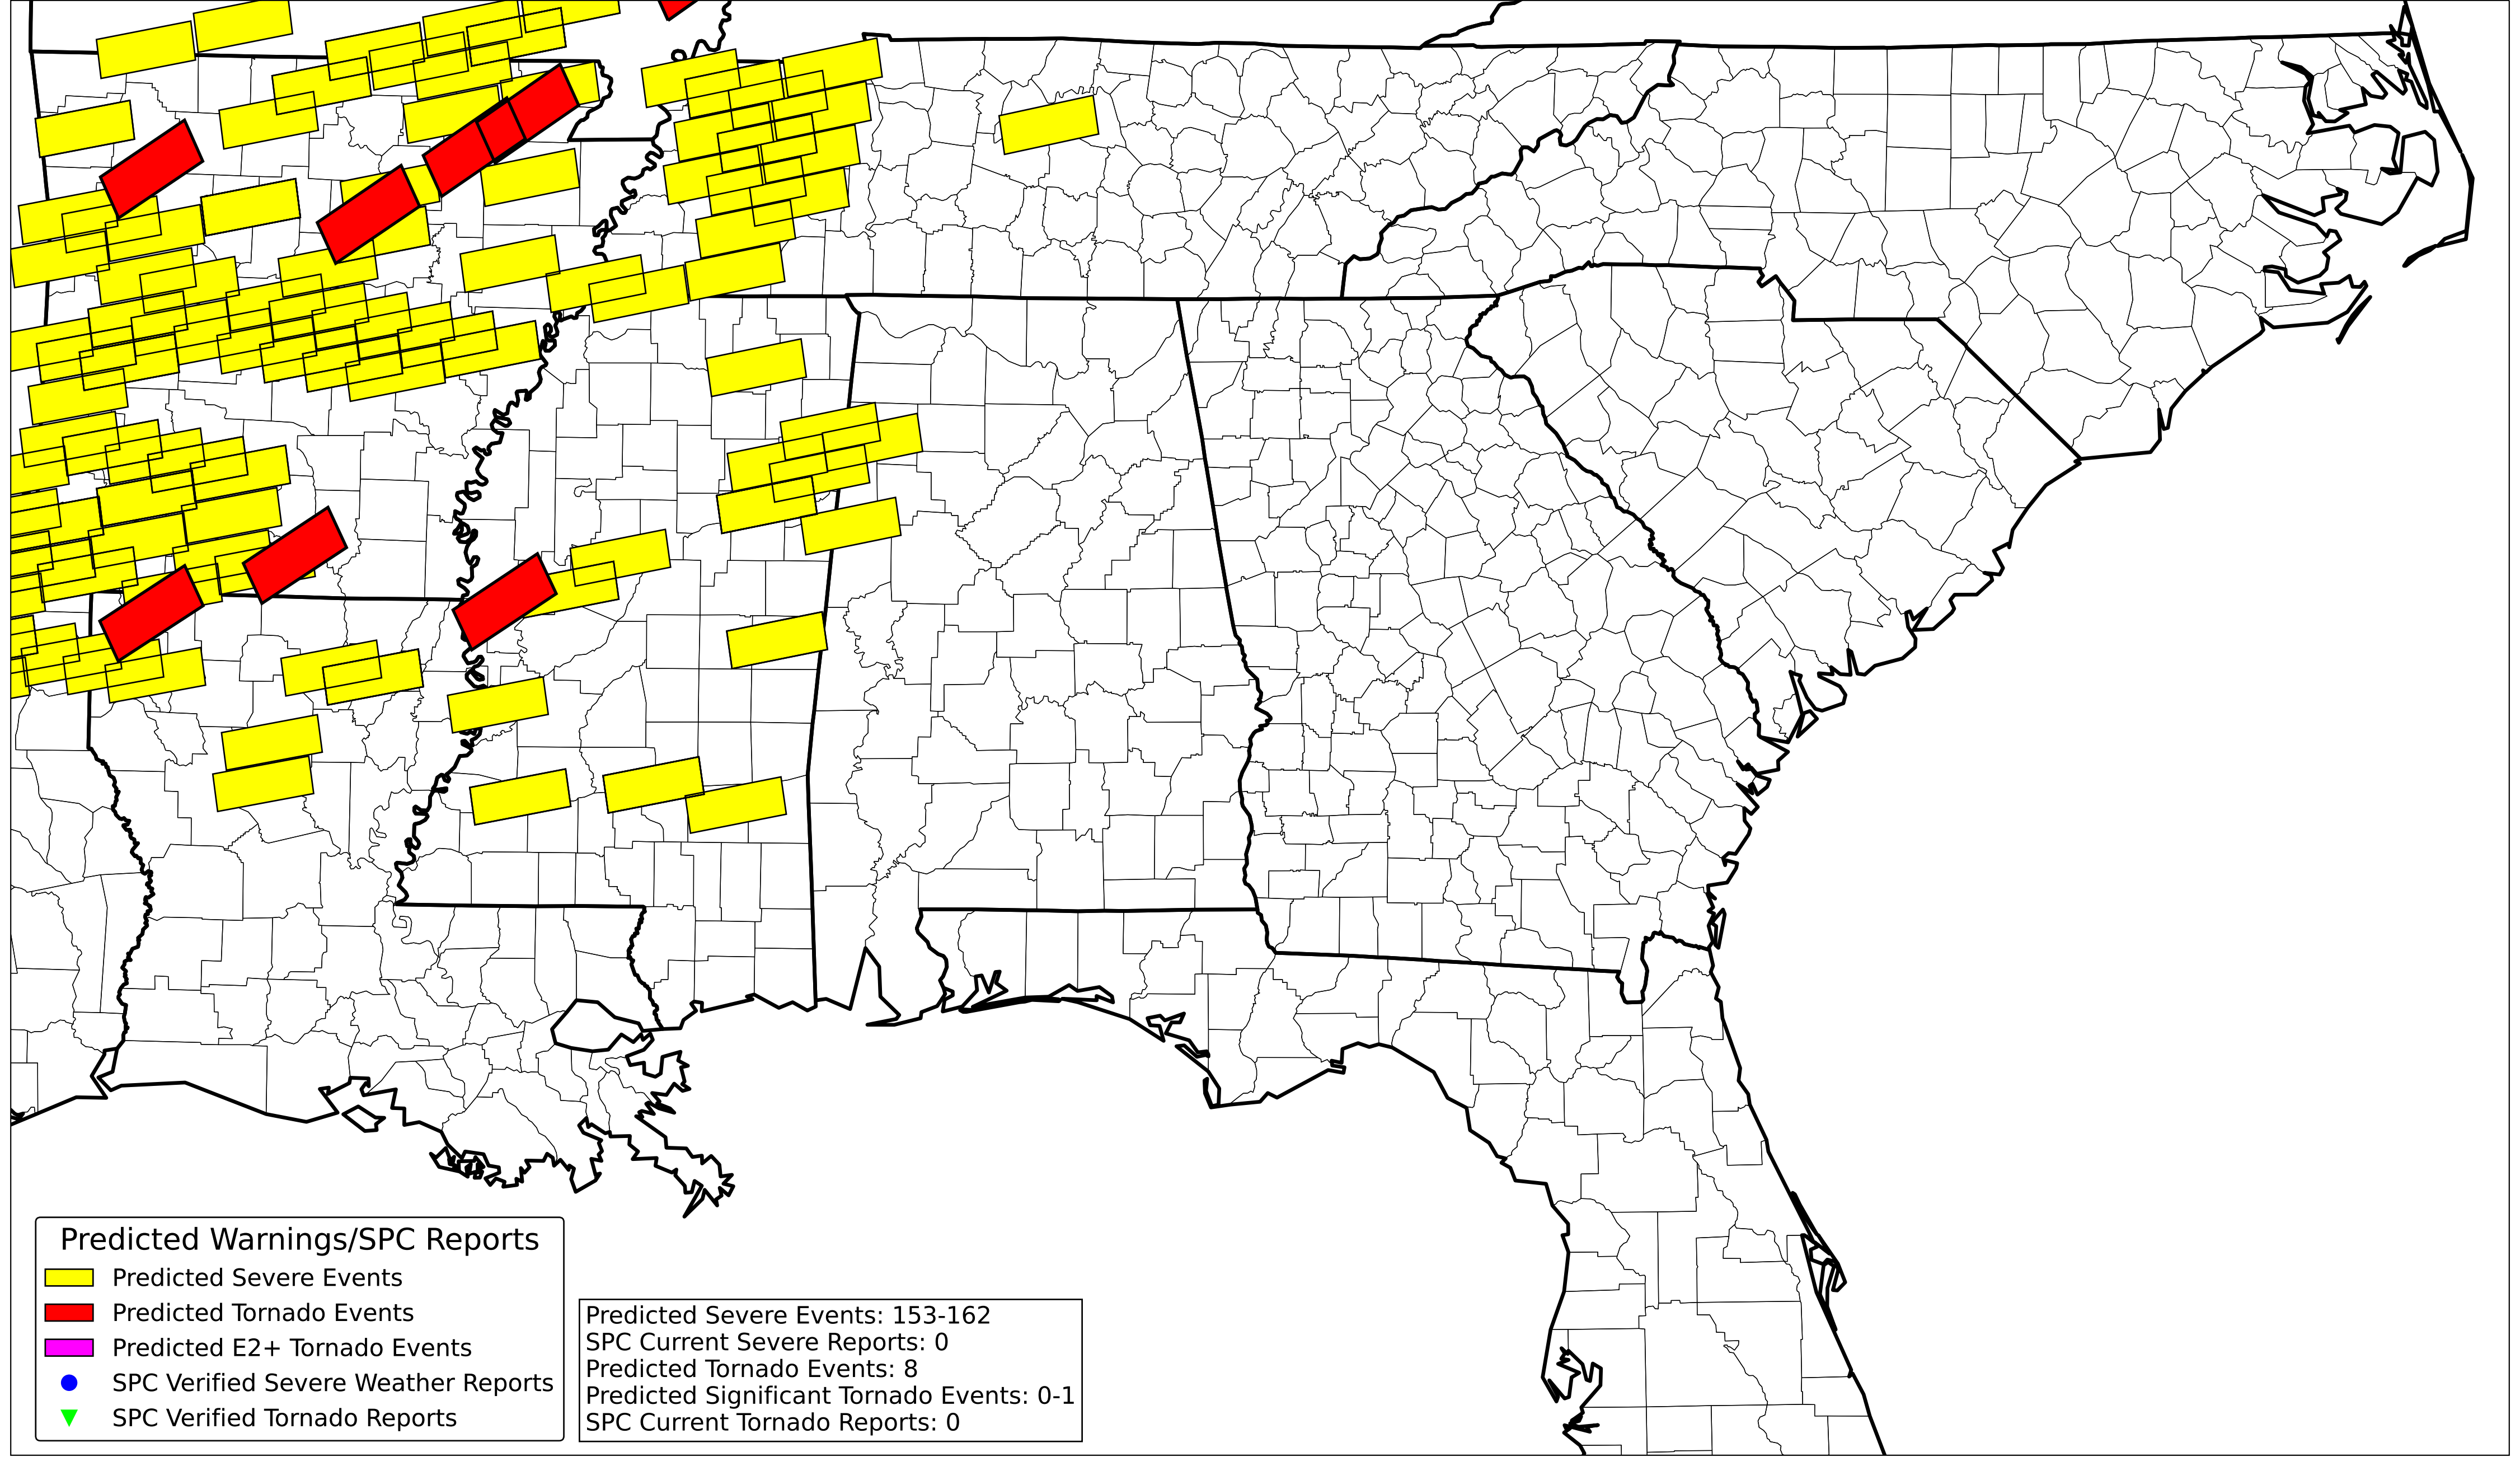 Predicted Warnings/SPC Reports
Predicted Severe Events
Predicted Tornado Events
Predicted E2+ Tornado Events
SPC Verified Severe Weather Reports
SPC Verified Tornado Reports
Predicted Severe Events: 153-162
SPC Current Severe Reports: 0
Predicted Tornado Events: 8
Predicted Significant Tornado Events: 0-1
SPC Current Tornado Reports: 0